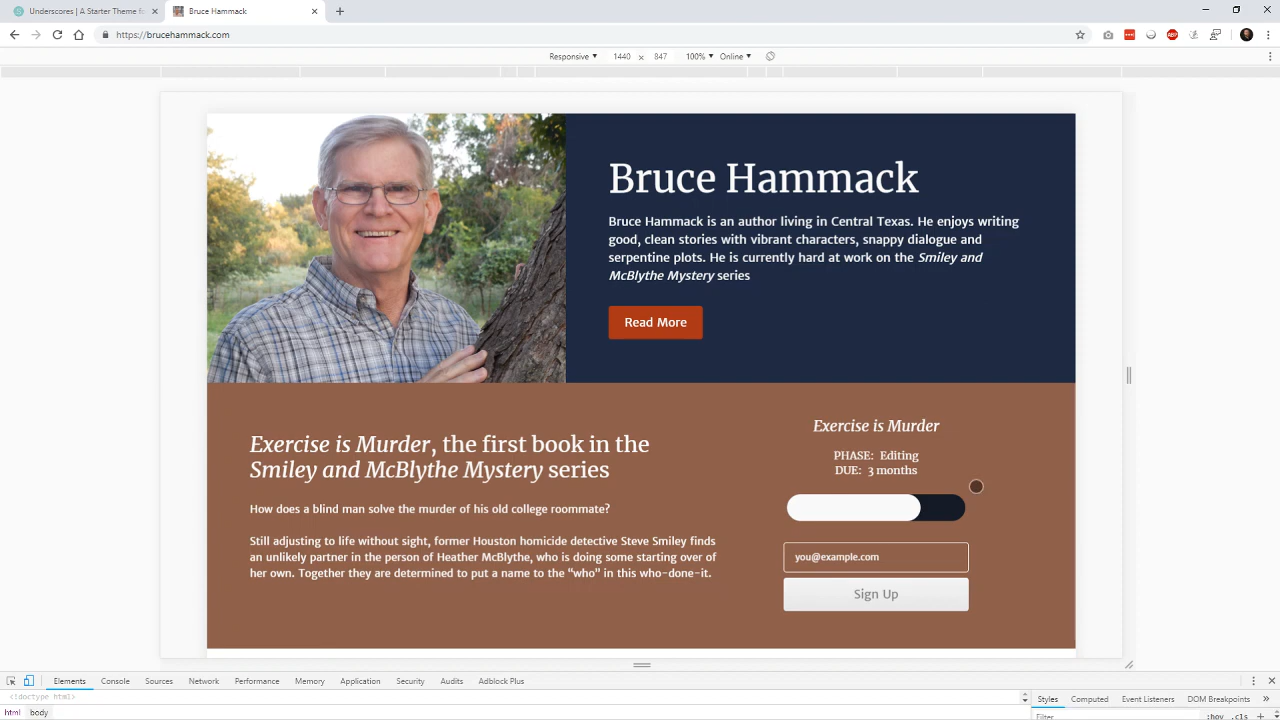 Underscores | A Starter Theme fo
Bruce Hammack
https://brucehammack.com
ABP
Responsive 1440 x 847 100% Online
Bruce Hammack
Bruce Hammack is an author living in Central Texas. He enjoys writing
good, clean stories with vibrant characters, snappy dialogue and
serpentine plots. He is currently hard at work on the Smiley and
McBlythe Mystery series
Read More
Exercise is Murder, the first book in the
Smiley and McBlythe Mystery series
How does a blind man solve the murder of his old college roommate?
Still adjusting to life without sight, former Houston homicide detective Steve Smiley finds
an unlikely partner in the person of Heather McBlythe, who is doing some starting over of
her own. Together they are determined to put a name to the “who” in this who-done-it.
Exercise is Murder
PHASE: Editing
DUE: 3 months
you@example.com
Sign Up
Elements Console Sources Network Performance Memory Application Security Audits Adblock Plus
<!doctype html>
html body
Styles Computed Event Listeners DOM Breakpoints »
Filter :hov .cls +